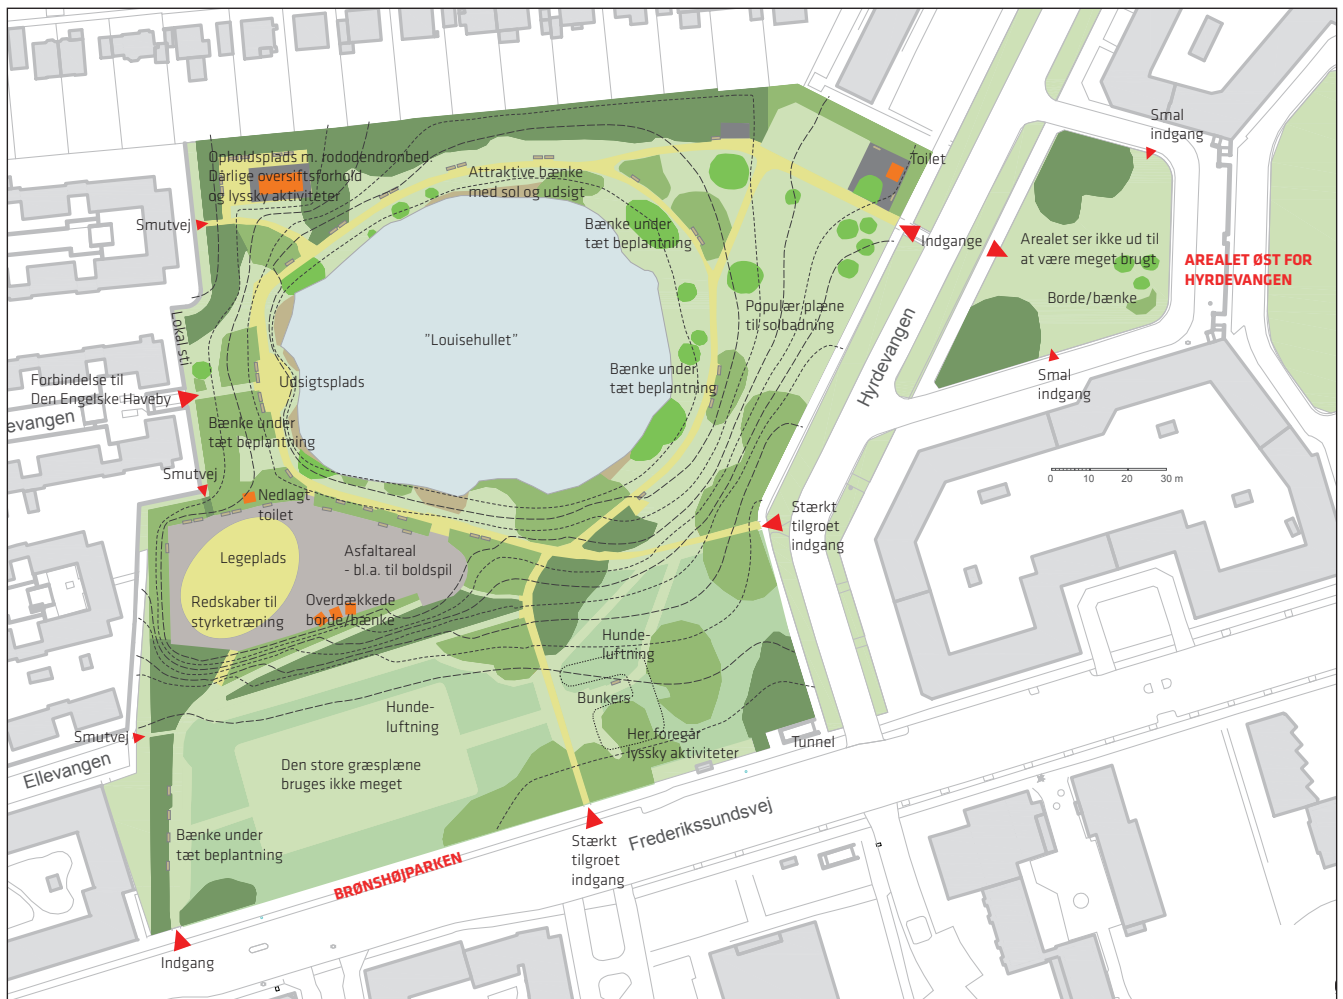 Smal
indgang
Opholdsplads m. rododendronbed.
Dårlige oversiftsforhold
og lyssky aktiviteter
Attraktive bænke
med sol og udsigt
Toilet
Smutvej
Bænke under
tæt beplantning
Indgange
Arealet ser ikke ud til
at være meget brugt
AREALET ØST FOR
HYRDEVANGEN
Borde/bænke
Populær plæne
til solbadning
Lokal sti
"Louisehullet"
Hyrdevangen
Forbindelse til
Den Engelske Haveby
evangen
Udsigtsplads
Bænke under
tæt beplantning
Smal
indgang
Bænke under
tæt beplantning
Smutvej
0 10 20 30 m
Nedlagt
toilet
Stærkt
tilgroet
indgang
Legeplads
Asfaltareal
- bl.a. til boldspil
Redskaber til
styrketræning
Overdækkede
borde/bænke
Hunde-
luftning
Bunkers
Hunde-
luftning
Smutvej
Her foregår
lyssky aktiviteter
Tunnel
Ellevangen
Den store græsplæne
bruges ikke meget
Bænke under
tæt beplantning
Frederikssundsvej
Stærkt
tilgroet
indgang
BRØNSHØJPARKEN
Indgang